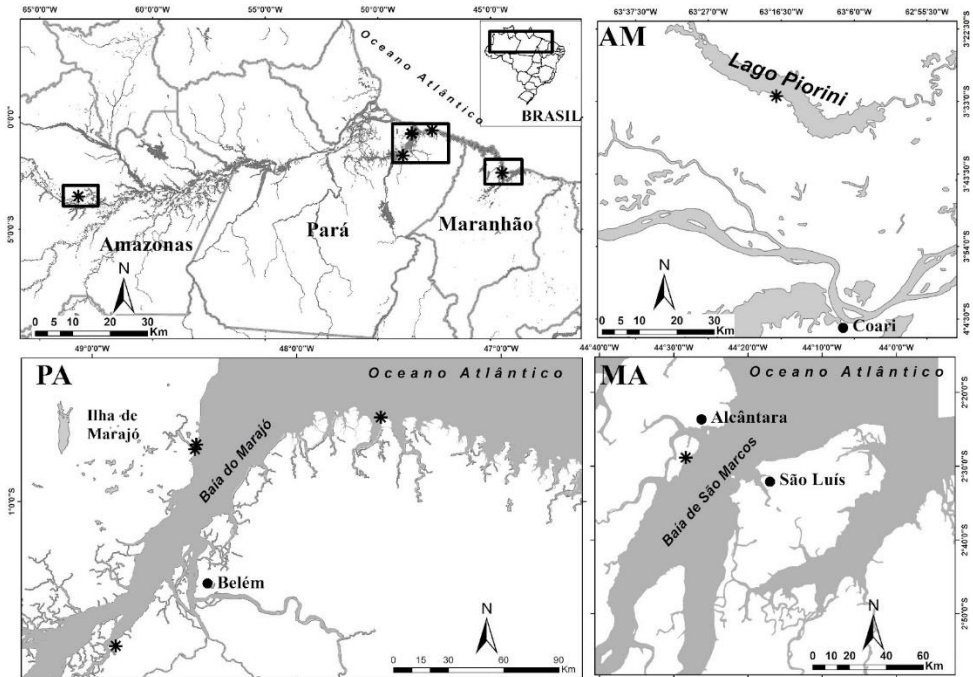 65°0'0"W 60°0'0"W 55°0'0"W 50°0'0"W 45°0'0"W
0°0'0"
5°0'0"S
Oceano Atlântico
BRASIL
Amazonas
Pará
Maranhão
N
0 5 10 20 30
Km
AM
63°37'30"W 63°27'0"W 63°16'30"W 63°6'0"W 62°55'30"W
3°22'30"S
3°33'0"S
3°43'30"S
3°54'0"S
4°4'30"S
Lago Piorini
N
0 5 10 20 30
Km
Coari
49°0'0"W 48°0'0"W 47°0'0"W
PA
Oceano Atlântico
Ilha de
Marajó
Baía do Marajó
1°0'0"S
Belém
N
0 15 30 60 90
Km
44°40'0"W 44°30'0"W 44°20'0"W 44°10'0"W 44°0'0"W
MA
Oceano Atlântico
2°20'0"S
2°30'0"S
2°40'0"S
2°50'0"S
Alcântara
Baía de São Marcos
São Luís
N
0 10 20 40 60
Km